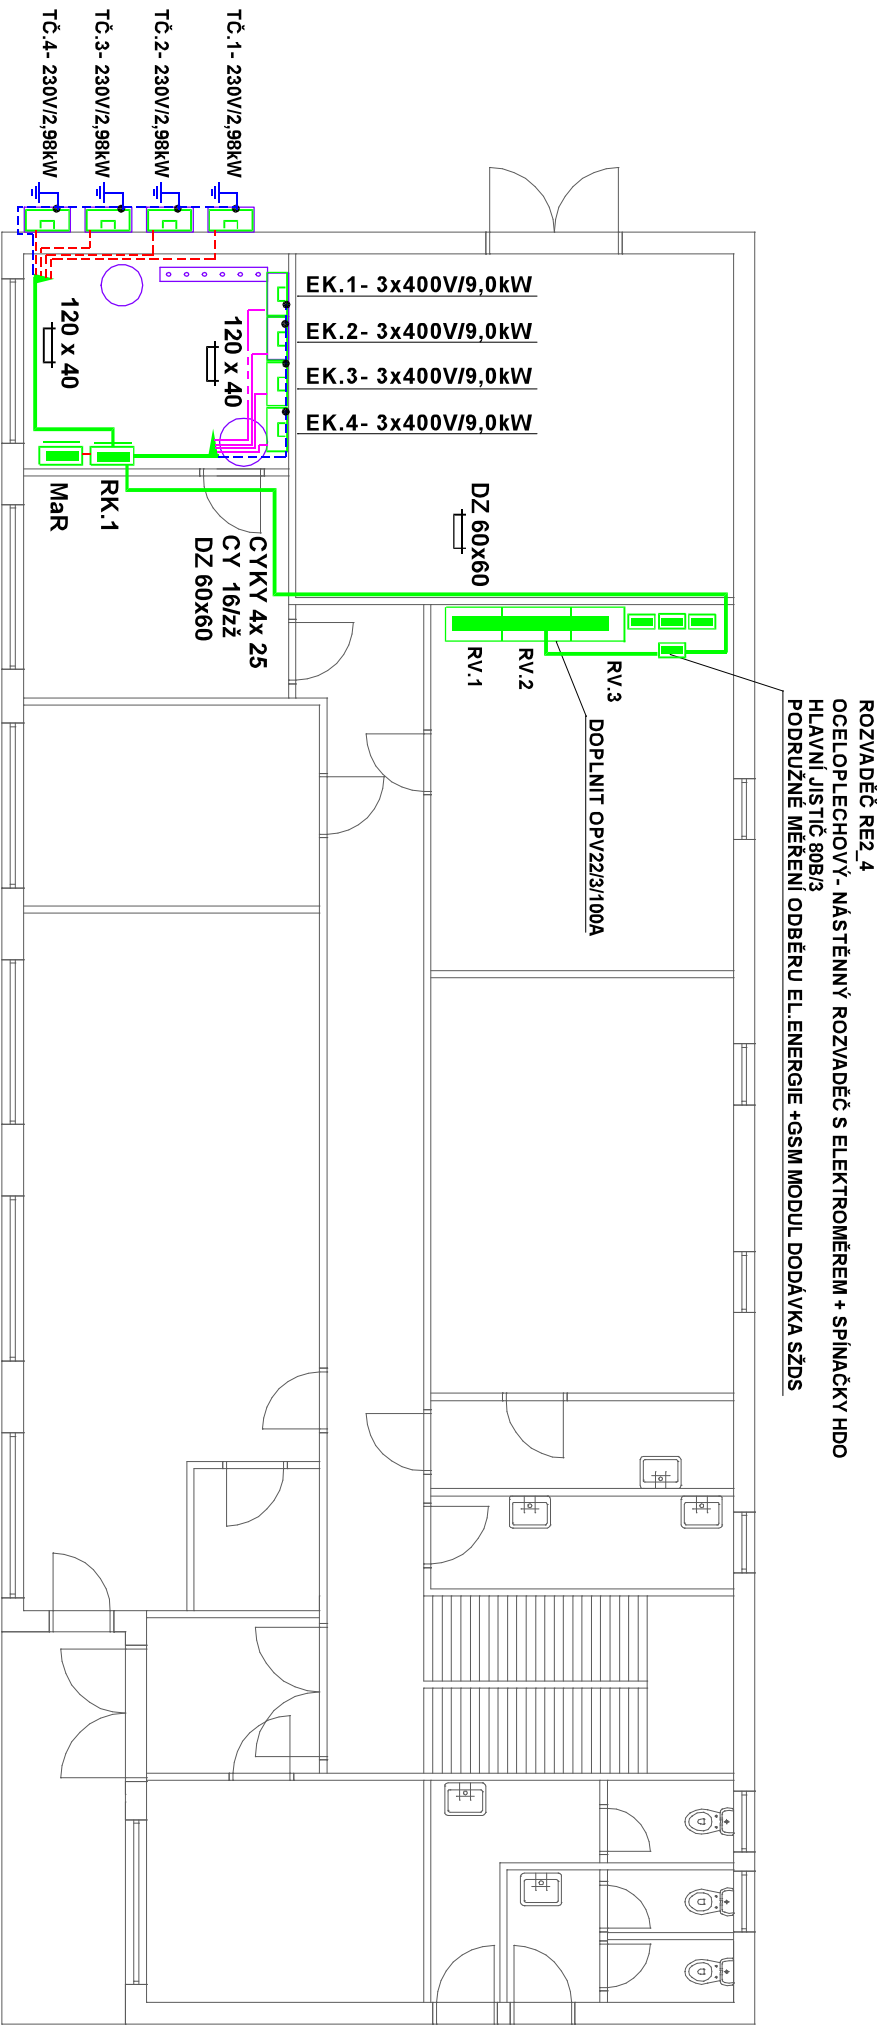 TČ.1- 230V/2,98kW
TČ.2- 230V/2,98kW
TČ.3- 230V/2,98kW
TČ.4- 230V/2,98kW
EK.1- 3x400V/9,0kW
EK.2- 3x400V/9,0kW
EK.3- 3x400V/9,0kW
EK.4- 3x400V/9,0kW
120 x 40
120 x 40
DZ 60x60
RK.1
MaR
CYKY 4x 25
CY 16/zž
DZ 60x60
RV.1
RV.2
RV.3
DOPLNIT OPV22/3/100A
ROZVADĚČ RE2_4
OCELOPLECHOVÝ- NÁSTĚNNÝ ROZVADĚČ S ELEKTROMĚREM + SPÍNAČKY HDO
HLAVNÍ JISTIČ 80B/3
PODRUŽNÉ MĚŘENÍ ODBĚRU EL.ENERGIE +GSM MODUL DODÁVKA SŽDS